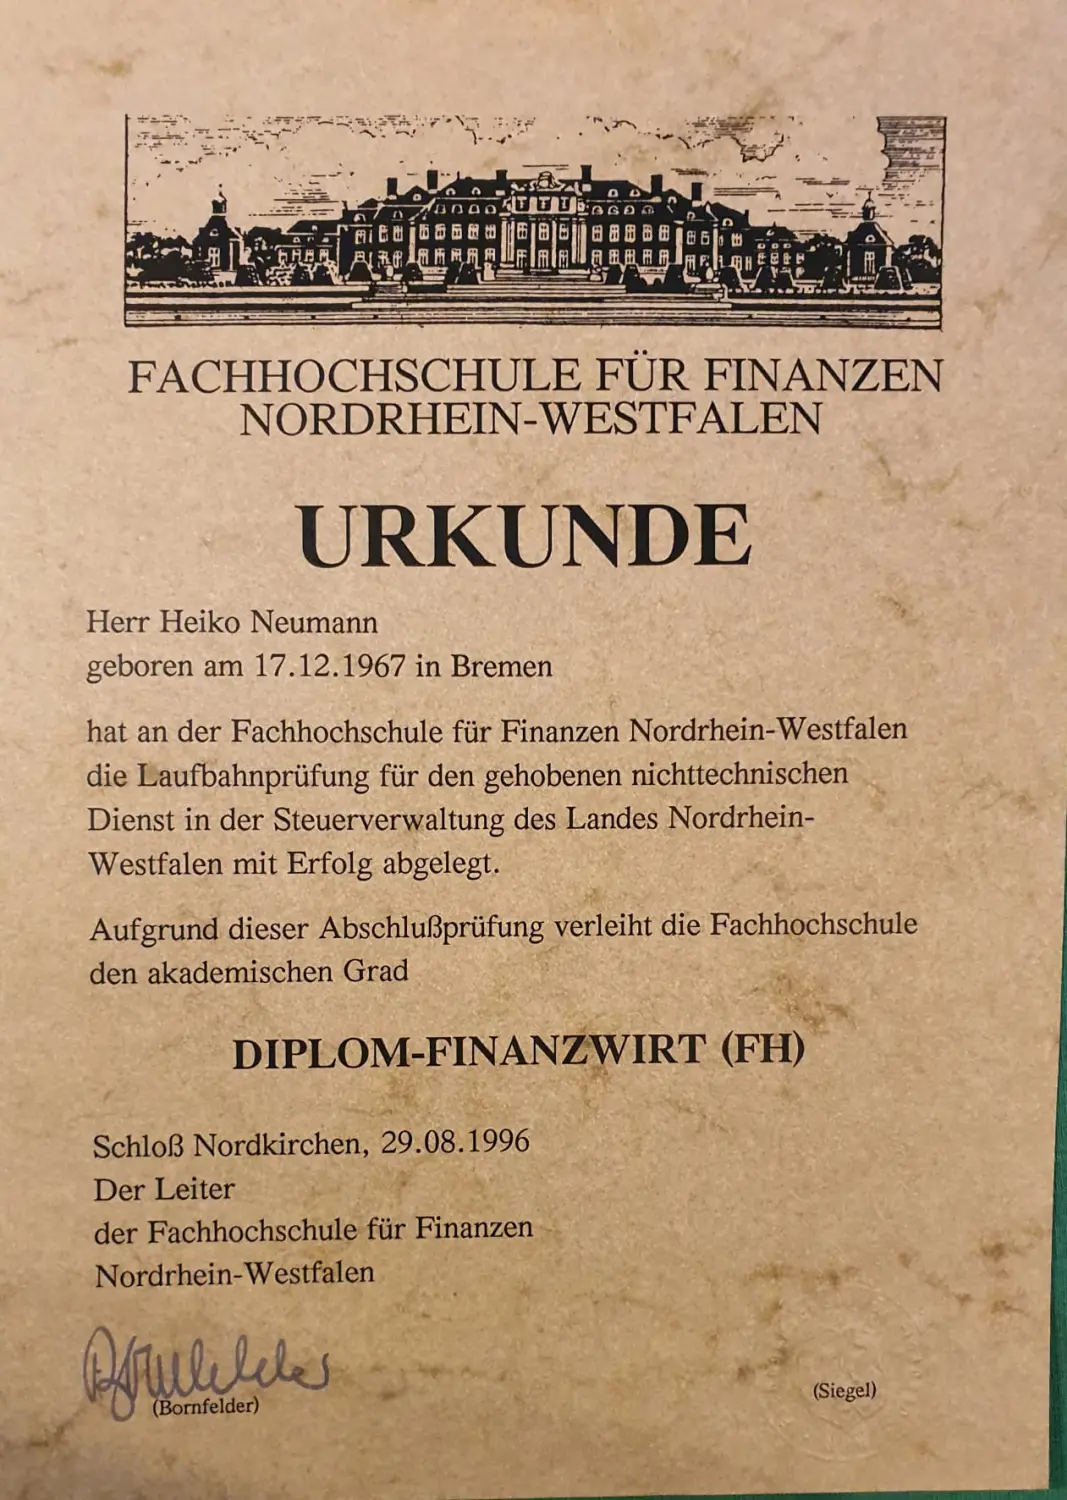 FACHHOCHSCHULE FÜR FINANZEN
NORDRHEIN-WESTFALEN
URKUNDE
Herr Heiko Neumann
geboren am 17.12.1967 in Bremen
hat an der Fachhochschule für Finanzen Nordrhein-Westfalen
die Laufbahnprüfung für den gehobenen nichttechnischen
Dienst in der Steuerverwaltung des Landes Nordrhein-
Westfalen mit Erfolg abgelegt.
Aufgrund dieser Abschlußprüfung verleiht die Fachhochschule
den akademischen Grad
DIPLOM-FINANZWIRT (FH)
Schloß Nordkirchen, 29.08.1996
Der Leiter
der Fachhochschule für Finanzen
Nordrhein-Westfalen
(Bornfelder)
(Siegel)